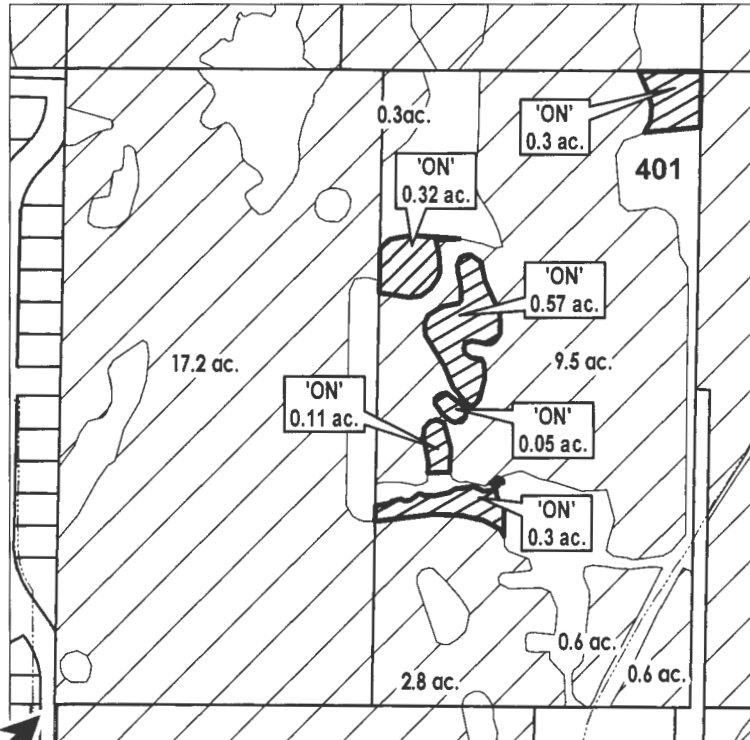 0.3ac.
'ON'
0.3 ac.
401
'ON'
0.32 ac.
'ON'
0.57 ac.
17.2 ac.
9.5 ac.
'ON'
0.11 ac.
'ON'
0.05 ac.
'ON'
0.3 ac.
0.6 ac.
2.8 ac.
0.6 ac.